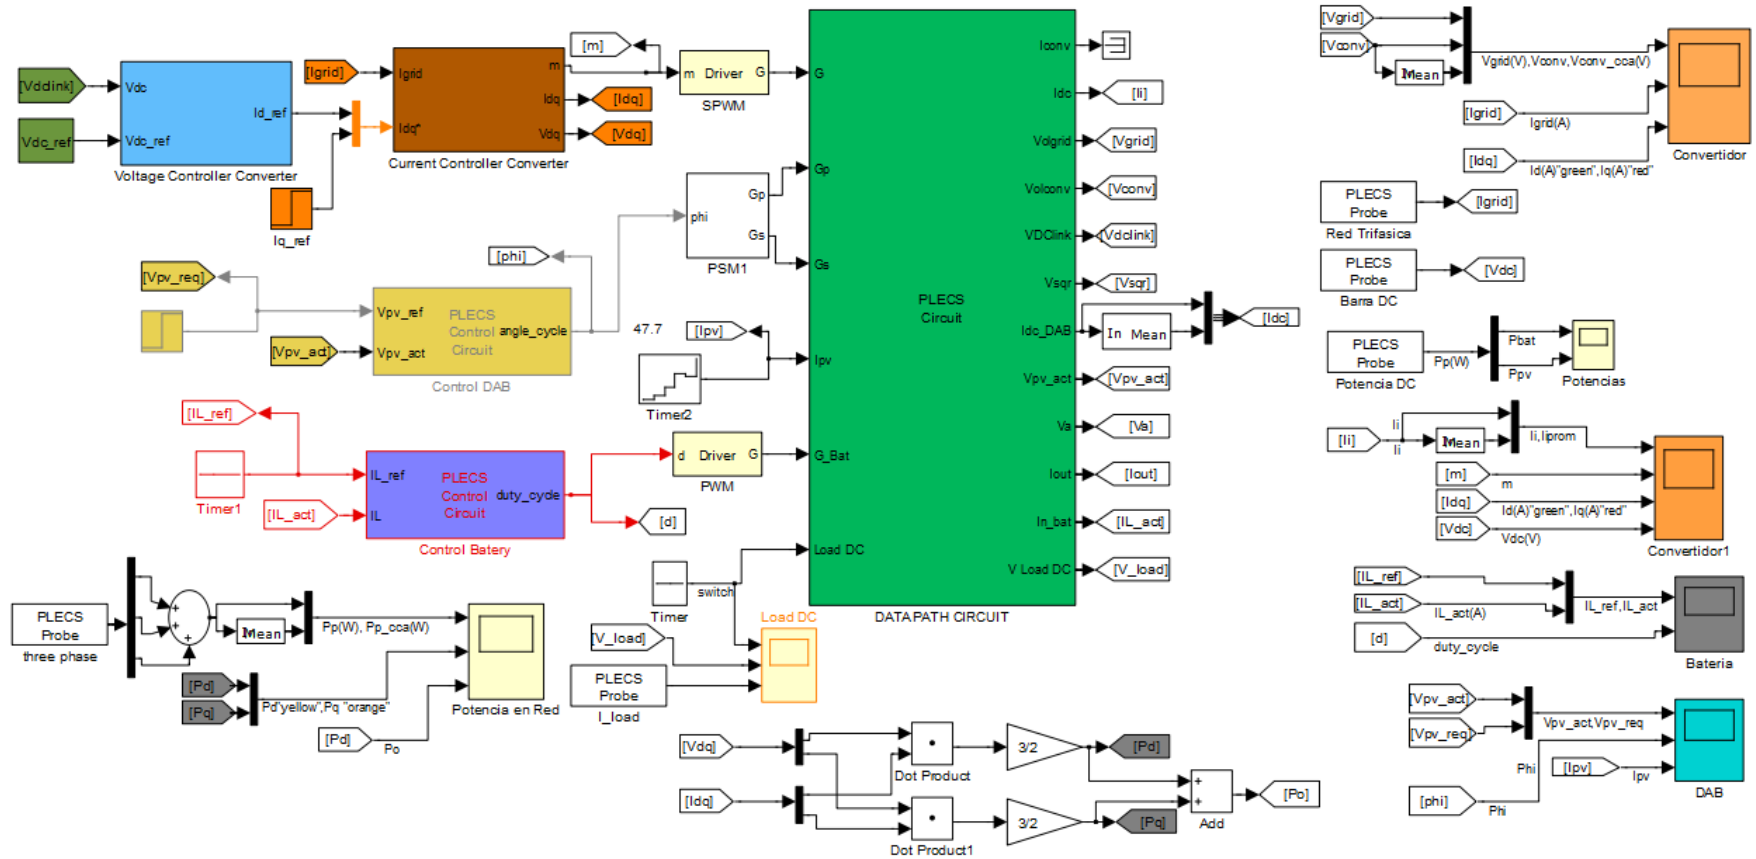 [Vdclink]
Vdc_ref
Vdc
Vdc_ref
Id_ref
Voltage Controller Converter
Iq_ref
[Igrid]
Igrid
Idq*
m
Idq
Vdq
Current Controller Converter
[m]
[Idq]
[Vdq]
m Driver G
SPWM
phi
Gp
Gs
PSM1
[phi]
[Vpv_req]
[Vpv_act]
Vpv_ref
Vpv_act
PLECS
Control
Circuit
angle_cycle
Control DAB
47.7
[Ipv]
Timer2
[IL_ref]
Timer1
[IL_act]
IL_ref
IL
PLECS
Control
Circuit
duty_cycle
Control Batery
d Driver G
PWM
[d]
Timer
switch
G
Gp
Gs
Ipv
G_Bat
Load DC
PLECS
Circuit
Iconv
Idc
Volgrid
Volconv
VDClink
Vsqr
Idc_DAB
Vpv_act
Va
Iout
In_bat
V Load DC
DATAPATH CIRCUIT
[Ii]
[Vgrid]
[Vconv]
[Vdclink]
[Vsqr]
In Mean
[Idc]
[Vpv_act]
[Va]
[Iout]
[IL_act]
[V_load]
[Vgrid]
[Vconv]
Mean
Vgrid(V),Vconv,Vconv_cca(V)
[Igrid]
Igrid(A)
[Idq]
Id(A)"green",Iq(A)"red"
Convertidor
PLECS
Probe
Red Trifasica
[Igrid]
PLECS
Probe
Barra DC
[Vdc]
PLECS
Probe
Potencia DC
Pp(W)
Pbat
Ppv
Potencias
[Ii]
Ii
Ii
Mean
Ii,Iiprom
[m]
m
[Idq]
Id(A)"green",Iq(A)"red"
[Vdc]
Vdc(V)
Convertidor1
[IL_ref]
[IL_act]
IL_act(A)
IL_ref,IL_act
[d]
duty_cycle
Bateria
[Vpv_act]
[Vpv_req]
Vpv_act,Vpv_req
Phi
[Ipv]
Ipv
[phi]
Phi
DAB
PLECS
Probe
three phase
+
+
+
Mean
Pp(W), Pp_cca(W)
[Pd]
[Pq]
Pd"yellow",Pq "orange"
[Pd]
Po
Potencia en Red
[V_load]
PLECS
Probe
I_load
Load DC
[Vdq]
[Idq]
Dot Product
Dot Product1
3/2
3/2
[Pd]
[Pq]
+
+
Add
[Po]